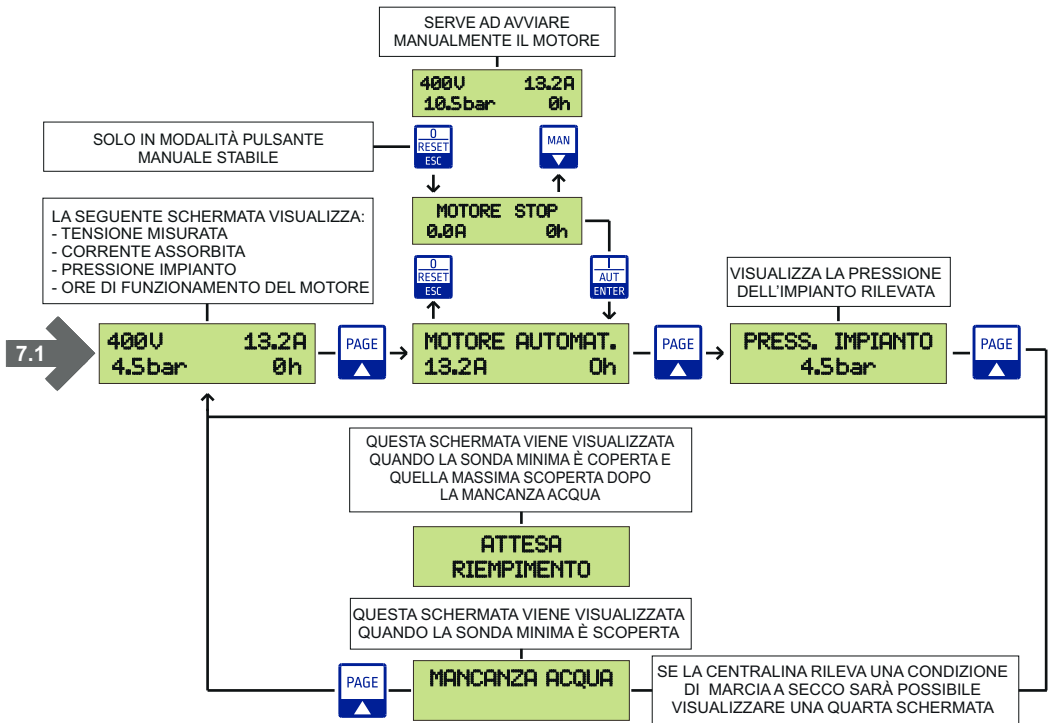 SERVE AD AVVIARE
MANUALMENTE IL MOTORE
400V 13.2A
10.5bar 0h
SOLO IN MODALITÀ PULSANTE
MANUALE STABILE
0
RESET
ESC
MAN
LA SEGUENTE SCHERMATA VISUALIZZA:
- TENSIONE MISURATA
- CORRENTE ASSORBITA
- PRESSIONE IMPIANTO
- ORE DI FUNZIONAMENTO DEL MOTORE
MOTORE STOP
0.0A 0h
0
RESET
ESC
I
AUT
ENTER
VISUALIZZA LA PRESSIONE
DELL'IMPIANTO RILEVATA
7.1
400V 13.2A
4.5bar 0h
PAGE
MOTORE AUTOMAT.
13.2A 0h
PAGE
PRESS. IMPIANTO
4.5bar
PAGE
QUESTA SCHERMATA VIENE VISUALIZZATA
QUANDO LA SONDA MINIMA È COPERTA E
QUELLA MASSIMA SCOPERTA DOPO
LA MANCANZA ACQUA
ATTESA
RIEMPIMENTO
QUESTA SCHERMATA VIENE VISUALIZZATA
QUANDO LA SONDA MINIMA È SCOPERTA
PAGE
MANCANZA ACQUA
SE LA CENTRALINA RILEVA UNA CONDIZIONE
DI MARCIA A SECCO SARÀ POSSIBILE
VISUALIZZARE UNA QUARTA SCHERMATA